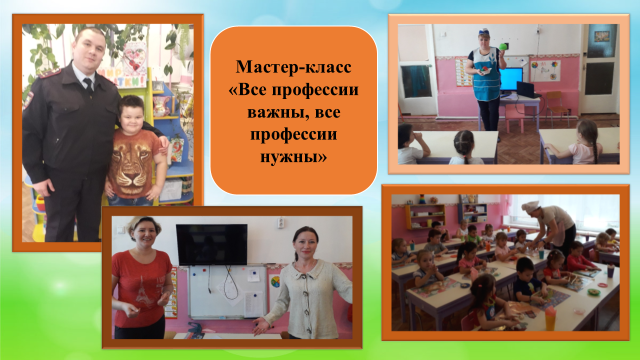 Мастер-класс
«Все профессии
важны, все
профессии
нужны»